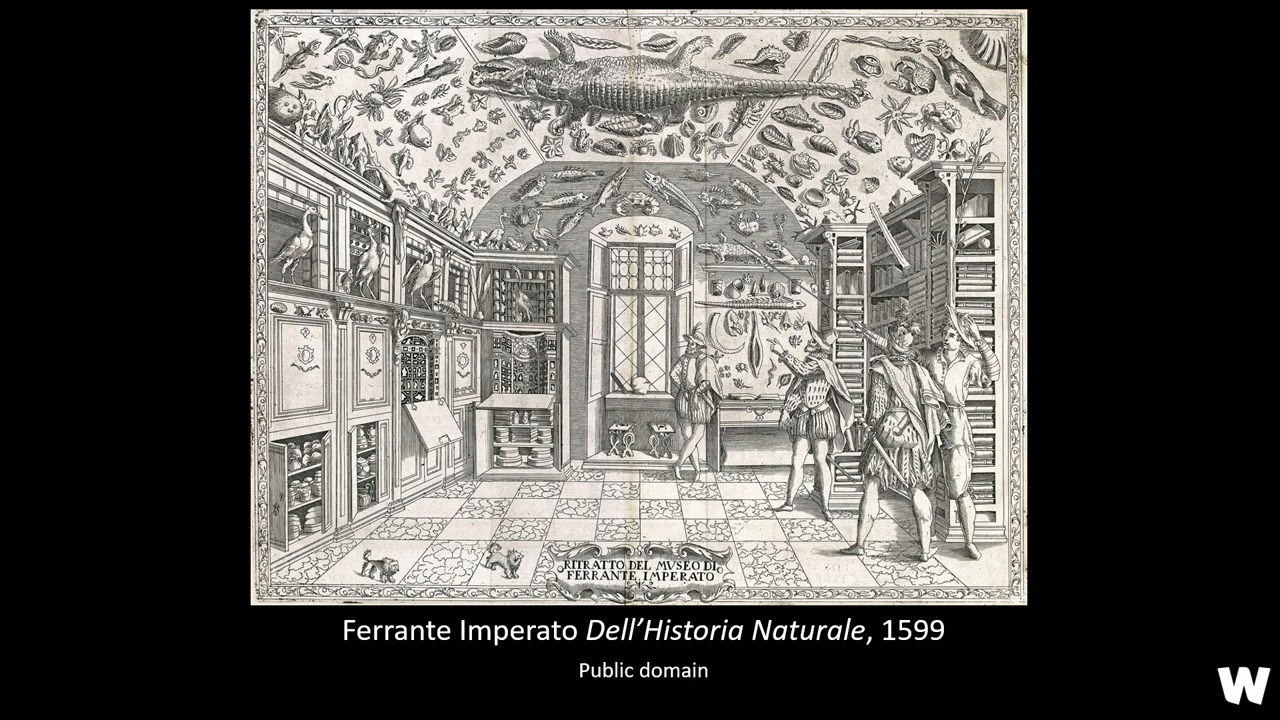 RITRATTO DEL MVSEO DI
FERRANTE IMPERATO
Ferrante Imperato Dell’Historia Naturale, 1599
Public domain
W